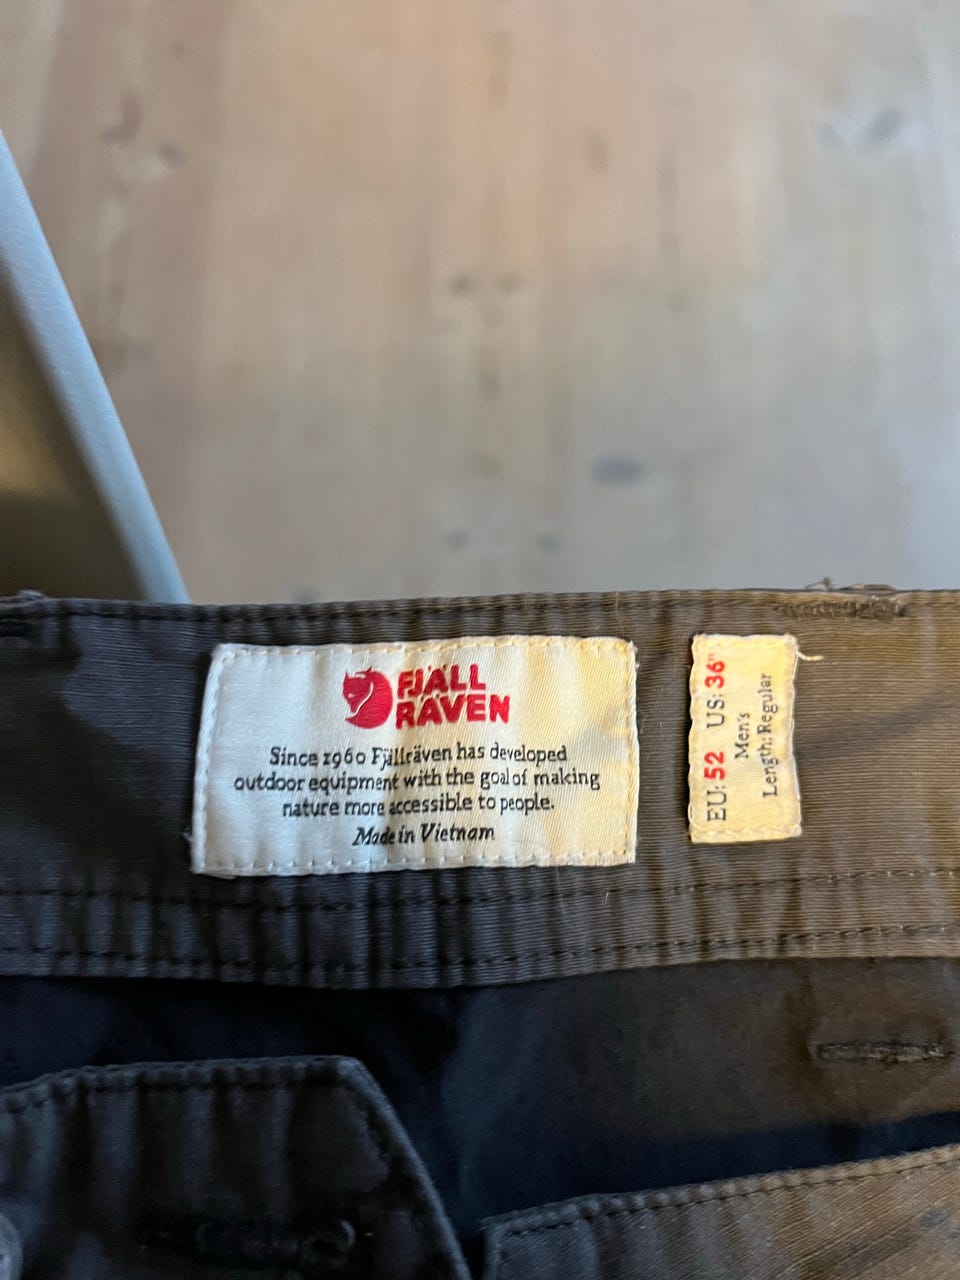 FJÄLL
RÄVEN
Since 1960 Fjällräven has developed
outdoor equipment with the goal of making
nature more accessible to people.
Made in Vietnam
EU: 52 US: 36"
Men's
Length: Regular